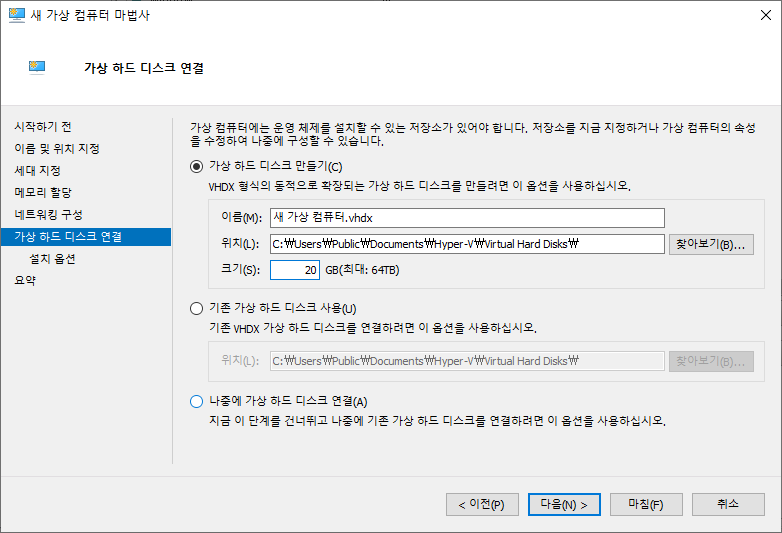 새 가상 컴퓨터 마법사
가상 하드 디스크 연결
시작하기 전
이름 및 위치 지정
세대 지정
메모리 할당
네트워킹 구성
가상 하드 디스크 연결
설치 옵션
요약
가상 컴퓨터에는 운영 체제를 설치할 수 있는 저장소가 있어야 합니다. 저장소를 지금 지정하거나 가상 컴퓨터의 속성
을 수정하여 나중에 구성할 수 있습니다.
가상 하드 디스크 만들기(C)
VHDX 형식의 동적으로 확장되는 가상 하드 디스크를 만들려면 이 옵션을 사용하십시오.
이름(M): 새 가상 컴퓨터.vhdx
위치(L): C:₩Users₩Public₩Documents₩Hyper-V₩Virtual Hard Disks₩ 찾아보기(B)...
크기(S): 20 GB(최대: 64TB)
기존 가상 하드 디스크 사용(U)
기존 VHDX 가상 하드 디스크를 연결하려면 이 옵션을 사용하십시오.
위치(L): C:₩Users₩Public₩Documents₩Hyper-V₩Virtual Hard Disks₩ 찾아보기(B)...
나중에 가상 하드 디스크 연결(A)
지금 이 단계를 건너뛰고 나중에 기존 가상 하드 디스크를 연결하려면 이 옵션을 사용하십시오.
< 이전(P) 다음(N) > 마침(F) 취소